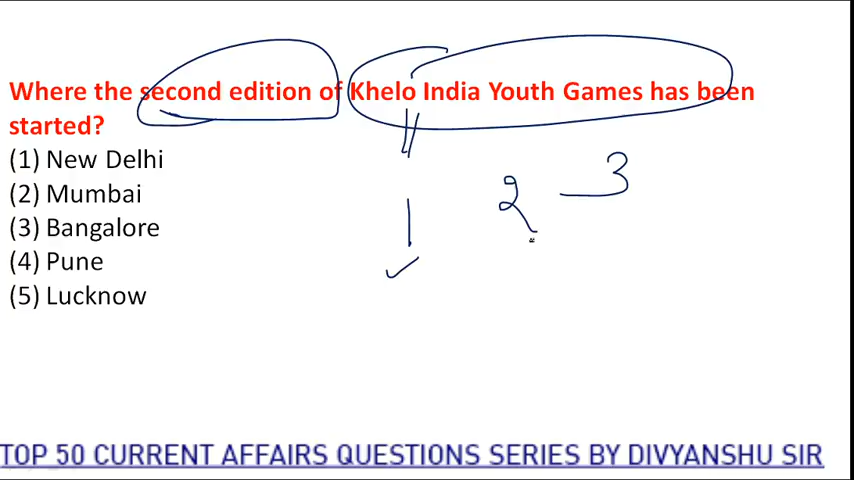 Where the second edition of Khelo India Youth Games has been
started?
(1) New Delhi
(2) Mumbai
(3) Bangalore
(4) Pune
(5) Lucknow
1 2 3
TOP 50 CURRENT AFFAIRS QUESTIONS SERIES BY DIVYANSHU SIR